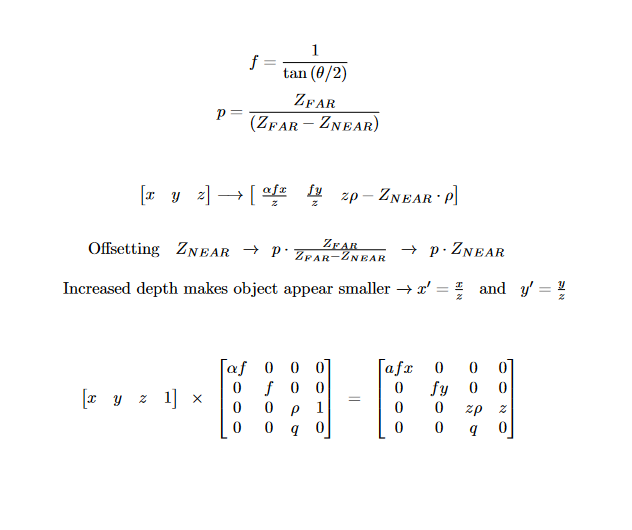 f = 1 / tan (θ/2)
p = Z_FAR / (Z_FAR − Z_NEAR)
[x y z] ⟶ [ αfx/z fy/z zρ − Z_NEAR · ρ]
Offsetting Z_NEAR → p · Z_FAR / Z_FAR−Z_NEAR → p · Z_NEAR
Increased depth makes object appear smaller → x′ = x/z and y′ = y/z
[x y z 1] × [αf 0 0 0; 0 f 0 0; 0 0 ρ 1; 0 0 q 0] = [afx 0 0 0; 0 fy 0 0; 0 0 zρ z; 0 0 q 0]